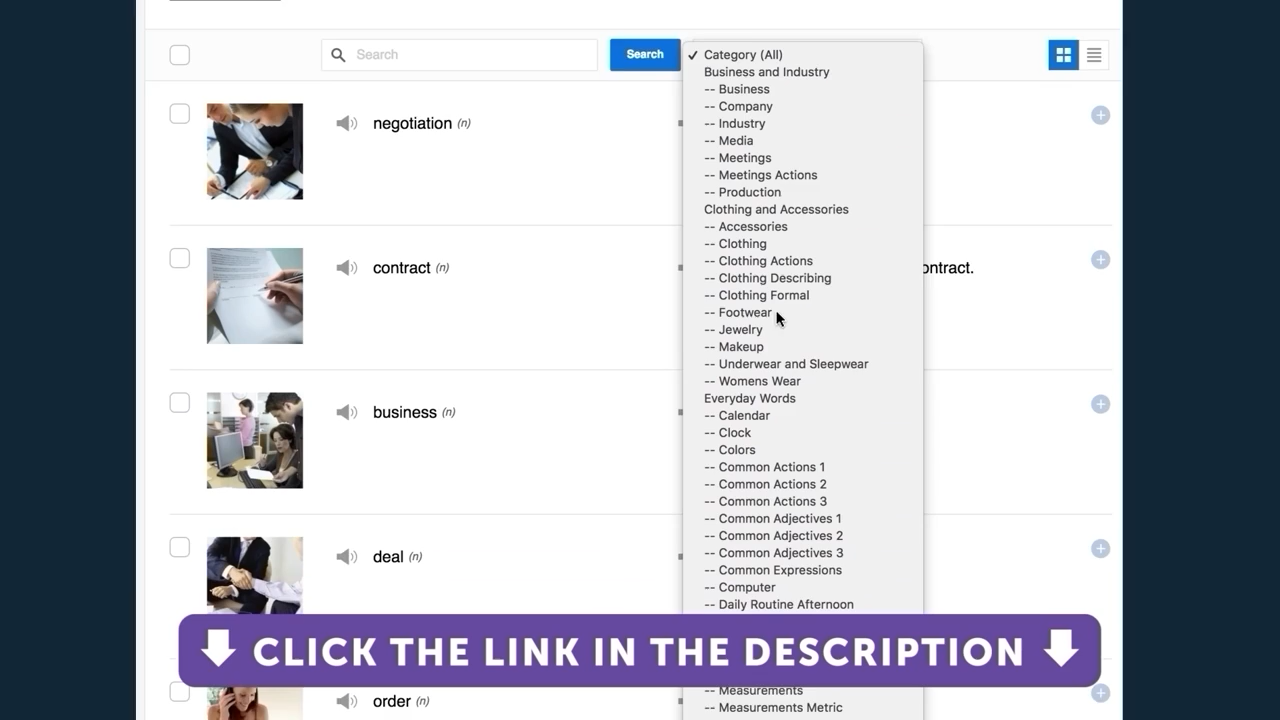 Search
Search
✓ Category (All)
Business and Industry
-- Business
-- Company
-- Industry
-- Media
-- Meetings
-- Meetings Actions
-- Production
Clothing and Accessories
-- Accessories
-- Clothing
-- Clothing Actions
-- Clothing Describing
-- Clothing Formal
-- Footwear
-- Jewelry
-- Makeup
-- Underwear and Sleepwear
-- Womens Wear
Everyday Words
-- Calendar
-- Clock
-- Colors
-- Common Actions 1
-- Common Actions 2
-- Common Actions 3
-- Common Adjectives 1
-- Common Adjectives 2
-- Common Adjectives 3
-- Common Expressions
-- Computer
-- Daily Routine Afternoon
-- Measurements
-- Measurements Metric
negotiation (n)
contract (n)
ontract.
business (n)
deal (n)
order (n)
CLICK THE LINK IN THE DESCRIPTION